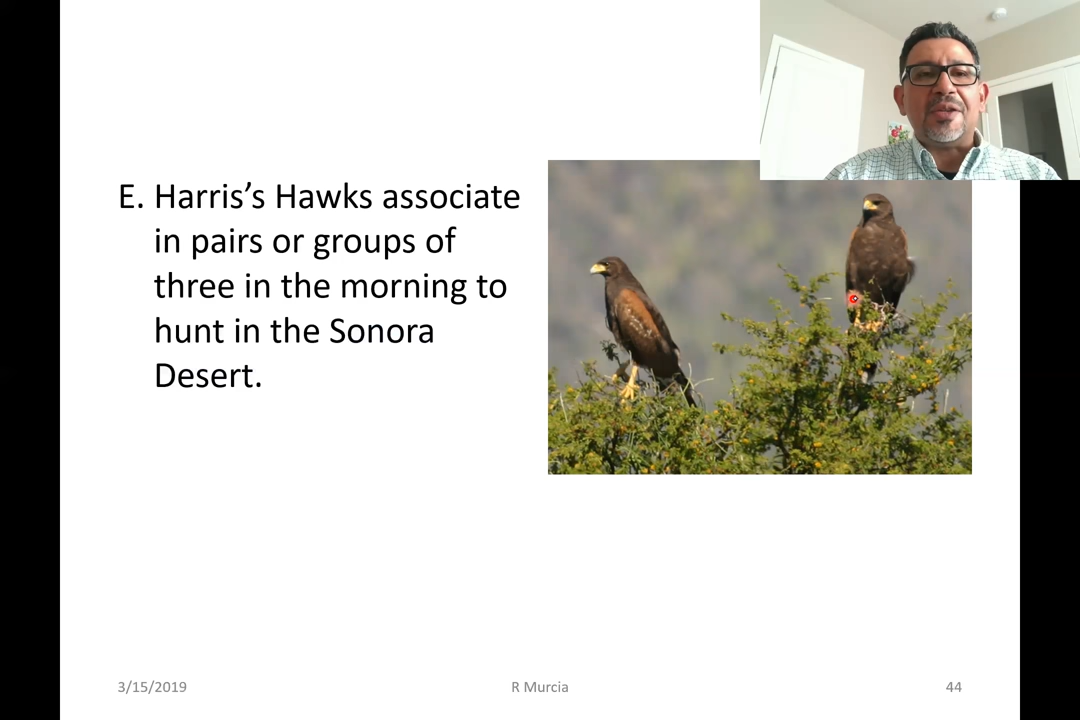 E. Harris’s Hawks associate
in pairs or groups of
three in the morning to
hunt in the Sonora
Desert.
3/15/2019
R Murcia
44